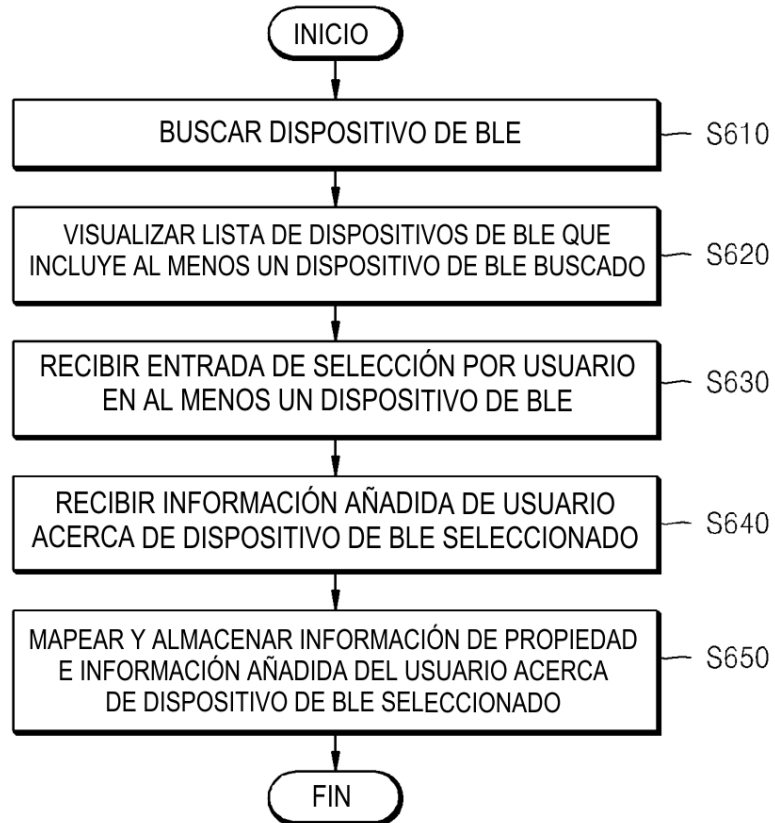 INICIO
BUSCAR DISPOSITIVO DE BLE
S610
VISUALIZAR LISTA DE DISPOSITIVOS DE BLE QUE
INCLUYE AL MENOS UN DISPOSITIVO DE BLE BUSCADO
S620
RECIBIR ENTRADA DE SELECCIÓN POR USUARIO
EN AL MENOS UN DISPOSITIVO DE BLE
S630
RECIBIR INFORMACIÓN AÑADIDA DE USUARIO
ACERCA DE DISPOSITIVO DE BLE SELECCIONADO
S640
MAPEAR Y ALMACENAR INFORMACIÓN DE PROPIEDAD
E INFORMACIÓN AÑADIDA DEL USUARIO ACERCA
DE DISPOSITIVO DE BLE SELECCIONADO
S650
FIN